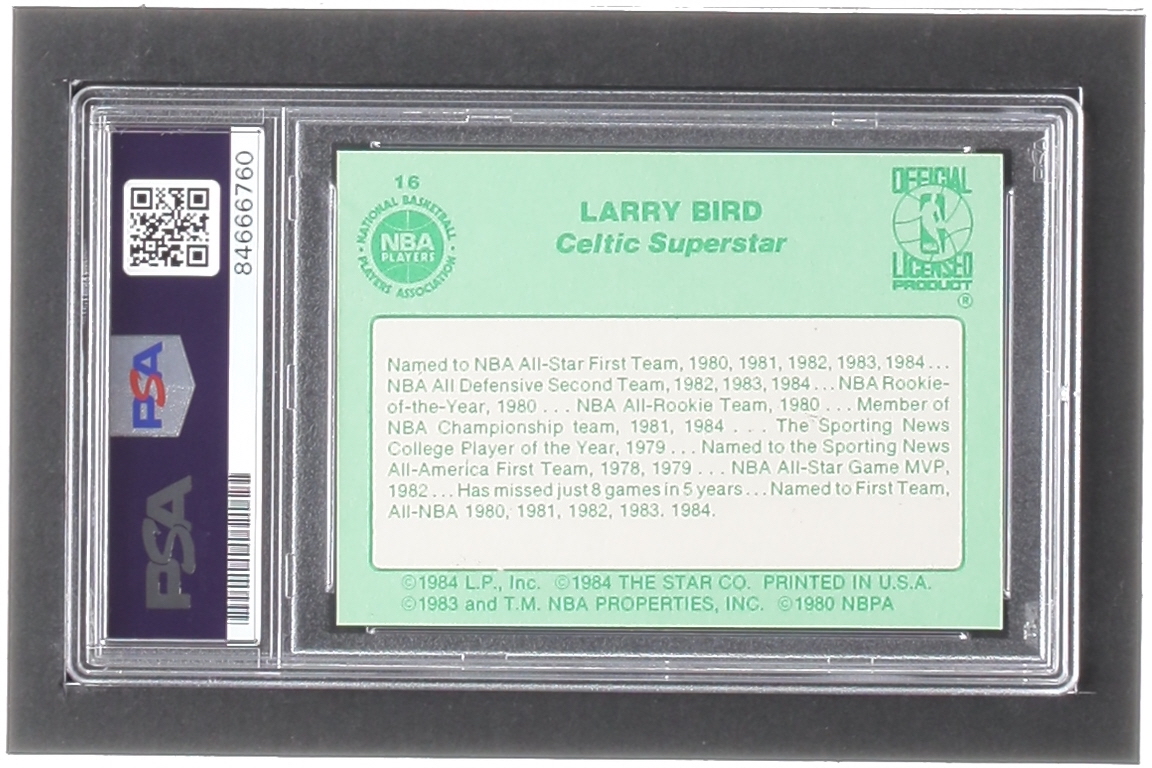 84666760
PSA
PSA
16
NATIONAL BASKETBALL
NBA
PLAYERS
PLAYERS ASSOCIATION
LARRY BIRD
Celtic Superstar
OFFICIAL
LICENSED
PRODUCT
®
Named to NBA All-Star First Team, 1980, 1981, 1982, 1983, 1984...
NBA All Defensive Second Team, 1982, 1983, 1984...NBA Rookie-
of-the-Year, 1980 ... NBA All-Rookie Team, 1980 ... Member of
NBA Championship team, 1981, 1984 ... The Sporting News
College Player of the Year, 1979 ... Named to the Sporting News
All-America First Team, 1978, 1979 ... NBA All-Star Game MVP,
1982...Has missed just 8 games in 5 years...Named to First Team,
All-NBA 1980, 1981, 1982, 1983. 1984.
©1984 L.P., Inc. ©1984 THE STAR CO. PRINTED IN U.S.A.
©1983 and T.M. NBA PROPERTIES, INC. ©1980 NBPA